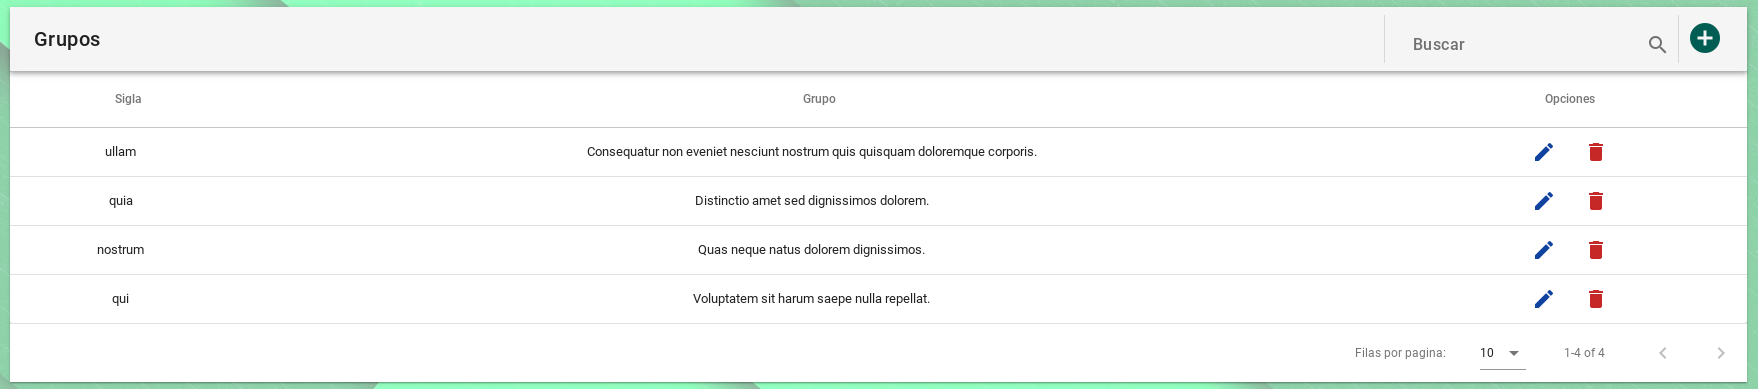 Grupos Buscar
Sigla Grupo Opciones
ullam Consequatur non eveniet nesciunt nostrum quis quisquam doloremque corporis.
quia Distinctio amet sed dignissimos dolorem.
nostrum Quas neque natus dolorem dignissimos.
qui Voluptatem sit harum saepe nulla repellat.
Filas por pagina: 10 1-4 of 4